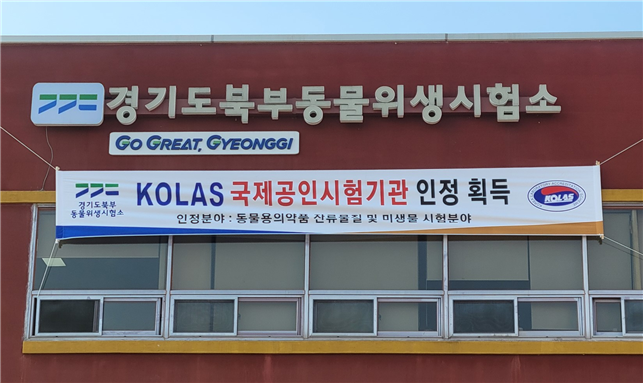 경기도북부동물위생시험소
GO GREAT, GYEONGGI
경기도북부
동물위생시험소
KOLAS 국제공인시험기관 인정 획득
KOLAS
인정분야 : 동물용의약품 잔류물질 및 미생물 시험분야